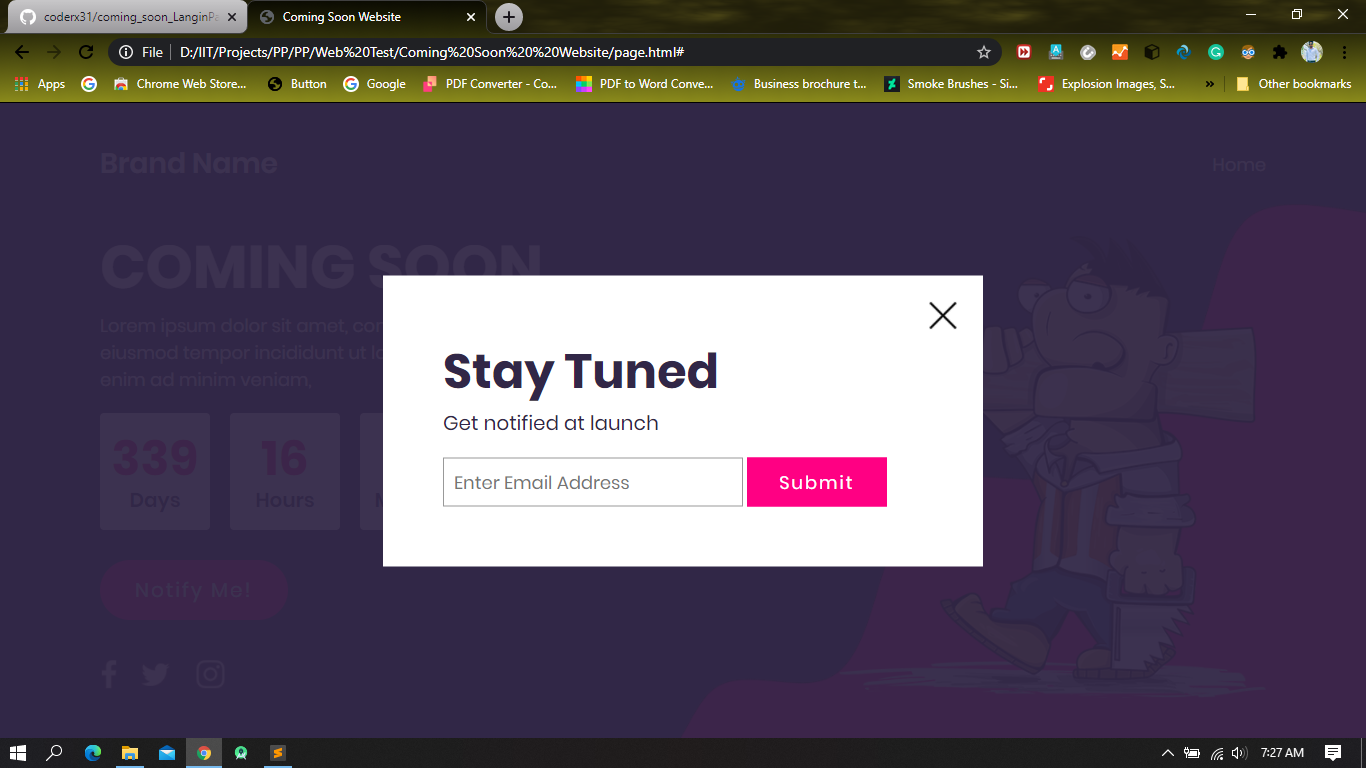 coderx31/coming_soon_LanginPa
Coming Soon Website
File
D:/IIT/Projects/PP/PP/Web%20Test/Coming%20Soon%20%20Website/page.html#
Apps
Chrome Web Store...
Button
Google
PDF Converter - Co...
PDF to Word Conve...
Business brochure t...
Smoke Brushes - Si...
Explosion Images, S...
»
Other bookmarks
Brand Name
Home
COMING SOON
Lorem ipsum dolor sit amet, con
eiusmod tempor incididunt ut la
enim ad minim veniam,
339
16
Days
Hours
M
Notify Me!
Stay Tuned
Get notified at launch
Enter Email Address
Submit
7:27 AM